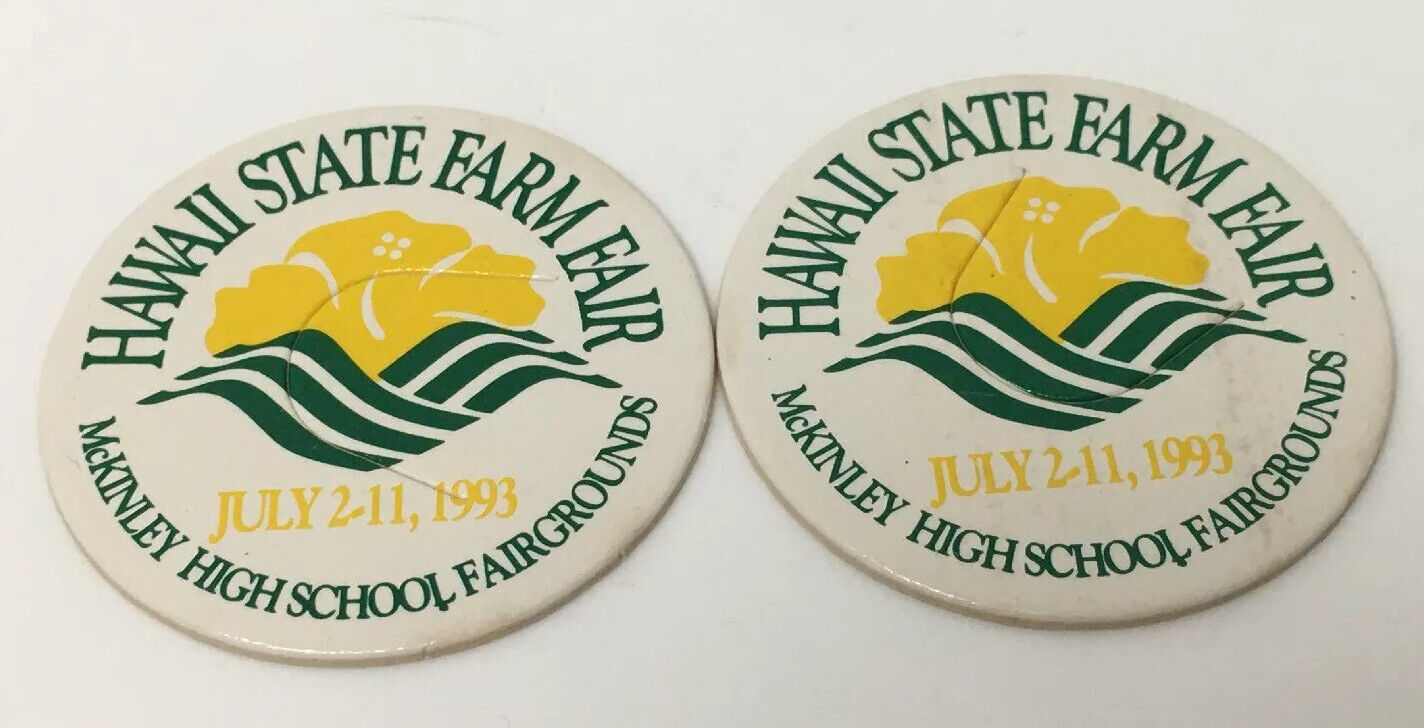 HAWAII STATE FARM FAIR
JULY 2-11, 1993
McKINLEY HIGH SCHOOL, FAIRGROUNDS
HAWAII STATE FARM FAIR
JULY 2-11, 1993
McKINLEY HIGH SCHOOL, FAIRGROUNDS